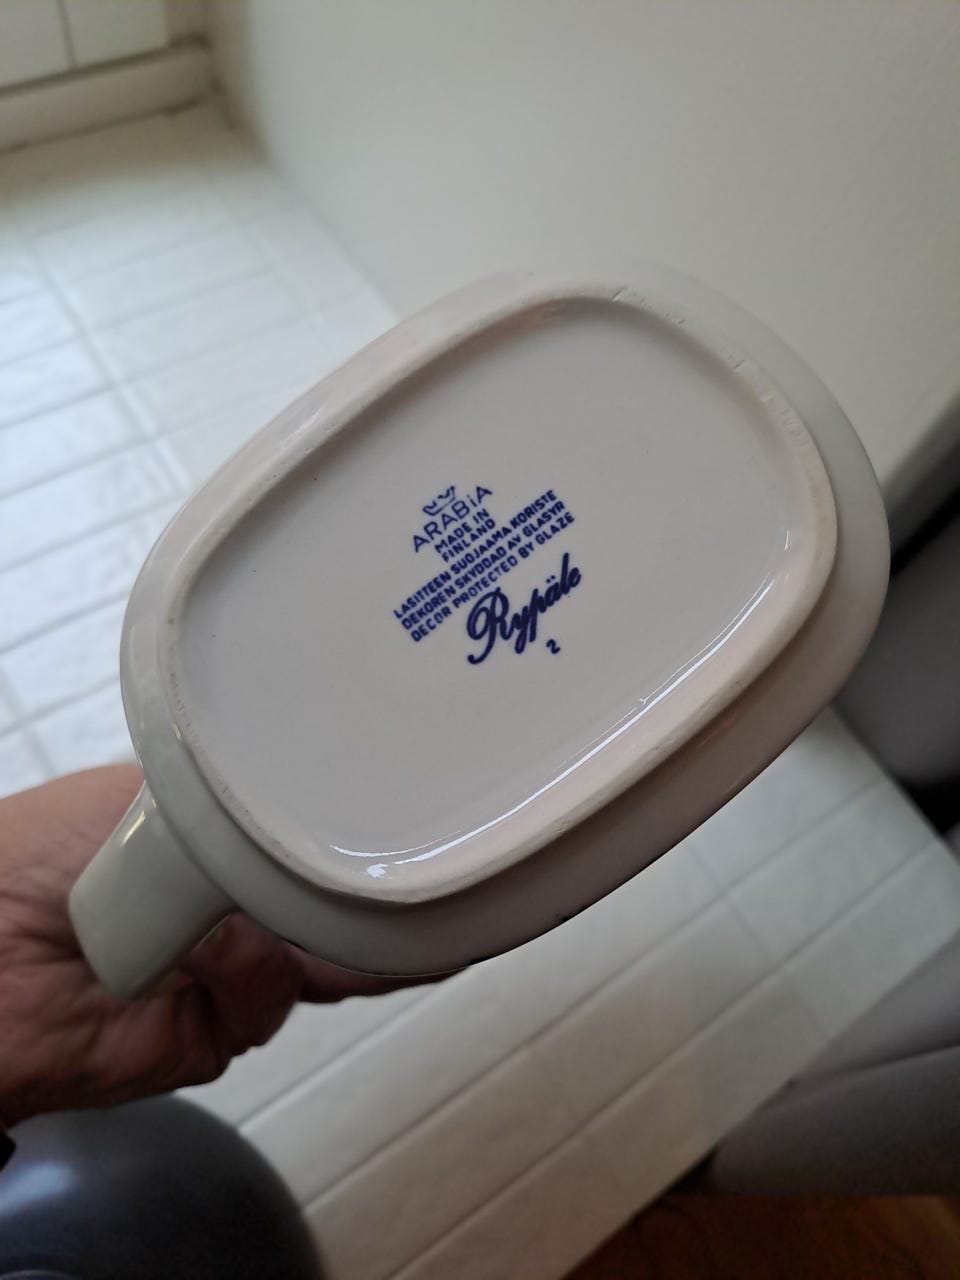 ARABiA
MADE IN
FINLAND
LASITTEEN SUOJAAMA KORISTE
DEKOREN SKYDDAD AV GLASYR
DECOR PROTECTED BY GLAZE
Rypäle
2